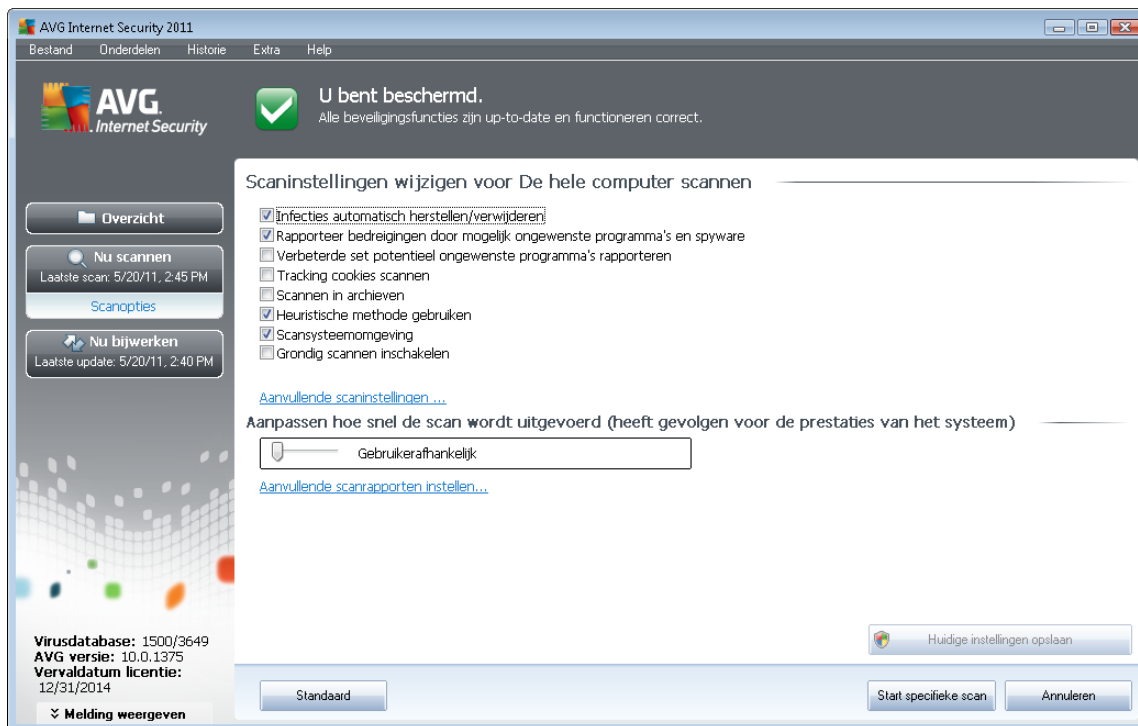 AVG Internet Security 2011
Bestand Onderdelen Historie Extra Help
AVG.
Internet Security
U bent beschermd.
Alle beveiligingsfuncties zijn up-to-date en functioneren correct.
Overzicht
Nu scannen
Laatste scan: 5/20/11, 2:45 PM
Scanopties
Nu bijwerken
Laatste update: 5/20/11, 2:40 PM
Scaninstellingen wijzigen voor De hele computer scannen
Infecties automatisch herstellen/verwijderen
Rapporteer bedreigingen door mogelijk ongewenste programma's en spyware
Verbeterde set potentieel ongewenste programma's rapporteren
Tracking cookies scannen
Scannen in archieven
Heuristische methode gebruiken
Scansysteemomgeving
Grondig scannen inschakelen
Aanvullende scaninstellingen ...
Aanpassen hoe snel de scan wordt uitgevoerd (heeft gevolgen voor de prestaties van het systeem)
Gebruikerafhankelijk
Aanvullende scanrapporten instellen...
Huidige instellingen opslaan
Standaard
Start specifieke scan
Annuleren
Virusdatabase: 1500/3649
AVG versie: 10.0.1375
Vervaldatum licentie:
12/31/2014
Melding weergeven